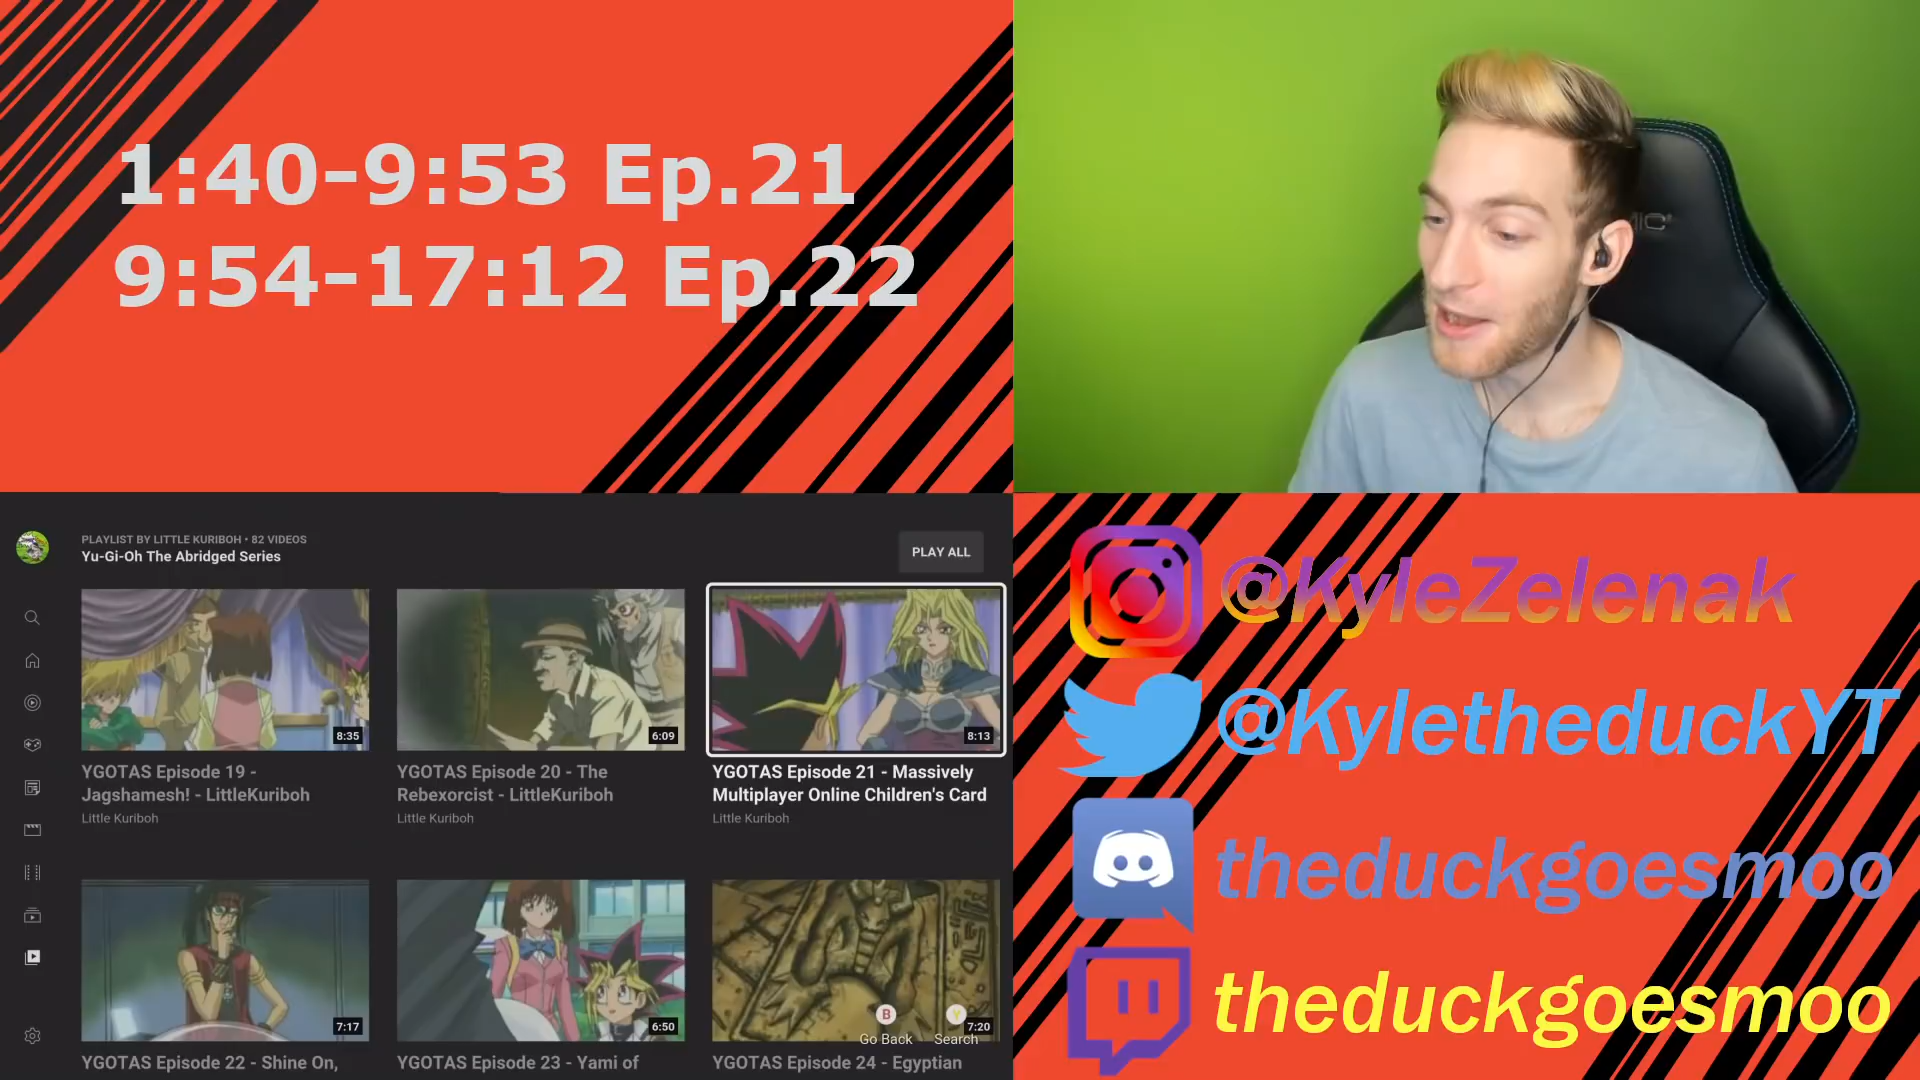 1:40-9:53 Ep.21
9:54-17:12 Ep.22
PLAYLIST BY LITTLE KURIBOH • 82 VIDEOS
Yu-Gi-Oh The Abridged Series
PLAY ALL
8:35
6:09
8:13
YGOTAS Episode 19 -
Jagshamesh! - LittleKuriboh
Little Kuriboh
YGOTAS Episode 20 - The
Rebexorcist - LittleKuriboh
Little Kuriboh
YGOTAS Episode 21 - Massively
Multiplayer Online Children's Card
Little Kuriboh
7:17
6:50
7:20
B
Go Back
Y
Search
YGOTAS Episode 22 - Shine On,
YGOTAS Episode 23 - Yami of
YGOTAS Episode 24 - Egyptian
@KyleZelenak
@KyletheduckYT
theduckgoesmoo
theduckgoesmoo